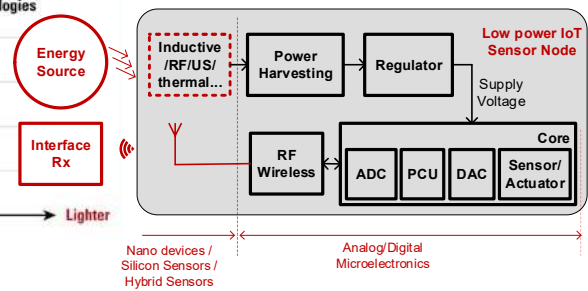 logies
Energy
Source
Inductive
/RF/US/
thermal...
Power
Harvesting
Regulator
Low power IoT
Sensor Node
Supply
Voltage
Interface
Rx
RF
Wireless
Core
ADC
PCU
DAC
Sensor/
Actuator
Lighter
Nano devices /
Silicon Sensors /
Hybrid Sensors
Analog/Digital
Microelectronics